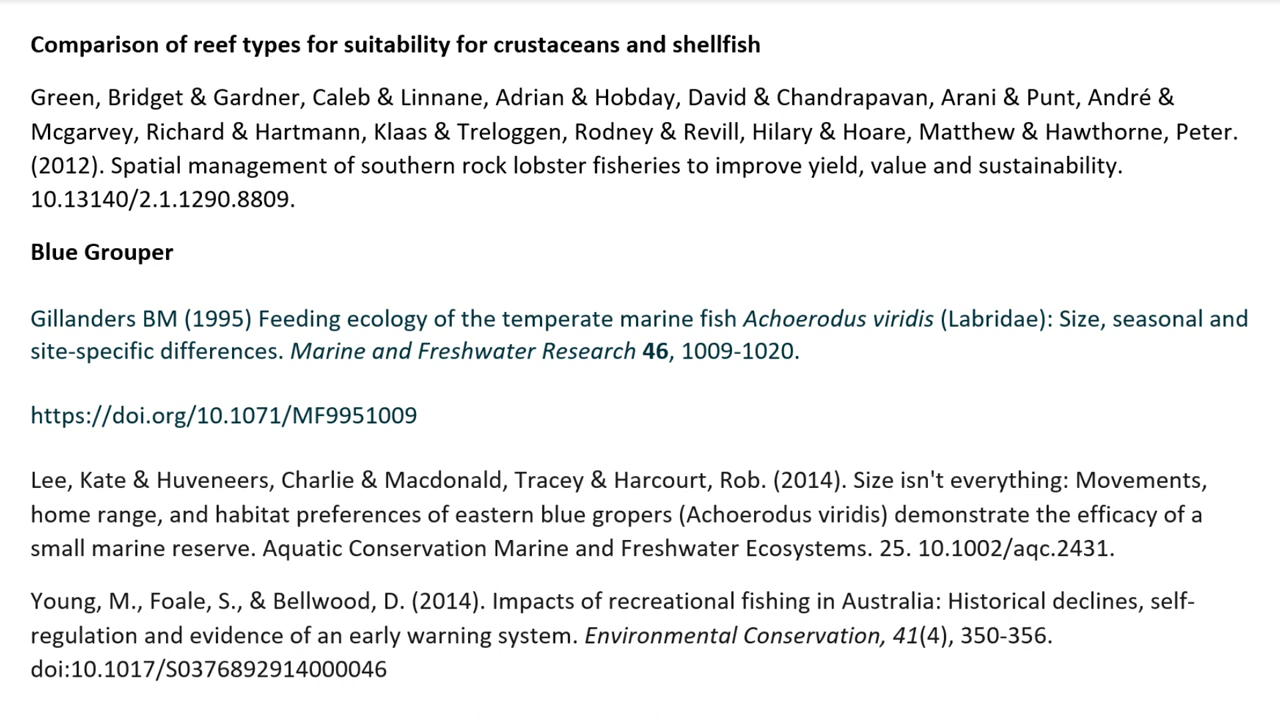 Comparison of reef types for suitability for crustaceans and shellfish
Green, Bridget & Gardner, Caleb & Linnane, Adrian & Hobday, David & Chandrapavan, Arani & Punt, André &
Mcgarvey, Richard & Hartmann, Klaas & Treloggen, Rodney & Revill, Hilary & Hoare, Matthew & Hawthorne, Peter.
(2012). Spatial management of southern rock lobster fisheries to improve yield, value and sustainability.
10.13140/2.1.1290.8809.
Blue Grouper
Gillanders BM (1995) Feeding ecology of the temperate marine fish Achoerodus viridis (Labridae): Size, seasonal and
site-specific differences. Marine and Freshwater Research 46, 1009-1020.
https://doi.org/10.1071/MF9951009
Lee, Kate & Huveneers, Charlie & Macdonald, Tracey & Harcourt, Rob. (2014). Size isn't everything: Movements,
home range, and habitat preferences of eastern blue gropers (Achoerodus viridis) demonstrate the efficacy of a
small marine reserve. Aquatic Conservation Marine and Freshwater Ecosystems. 25. 10.1002/aqc.2431.
Young, M., Foale, S., & Bellwood, D. (2014). Impacts of recreational fishing in Australia: Historical declines, self-
regulation and evidence of an early warning system. Environmental Conservation, 41(4), 350-356.
doi:10.1017/S0376892914000046